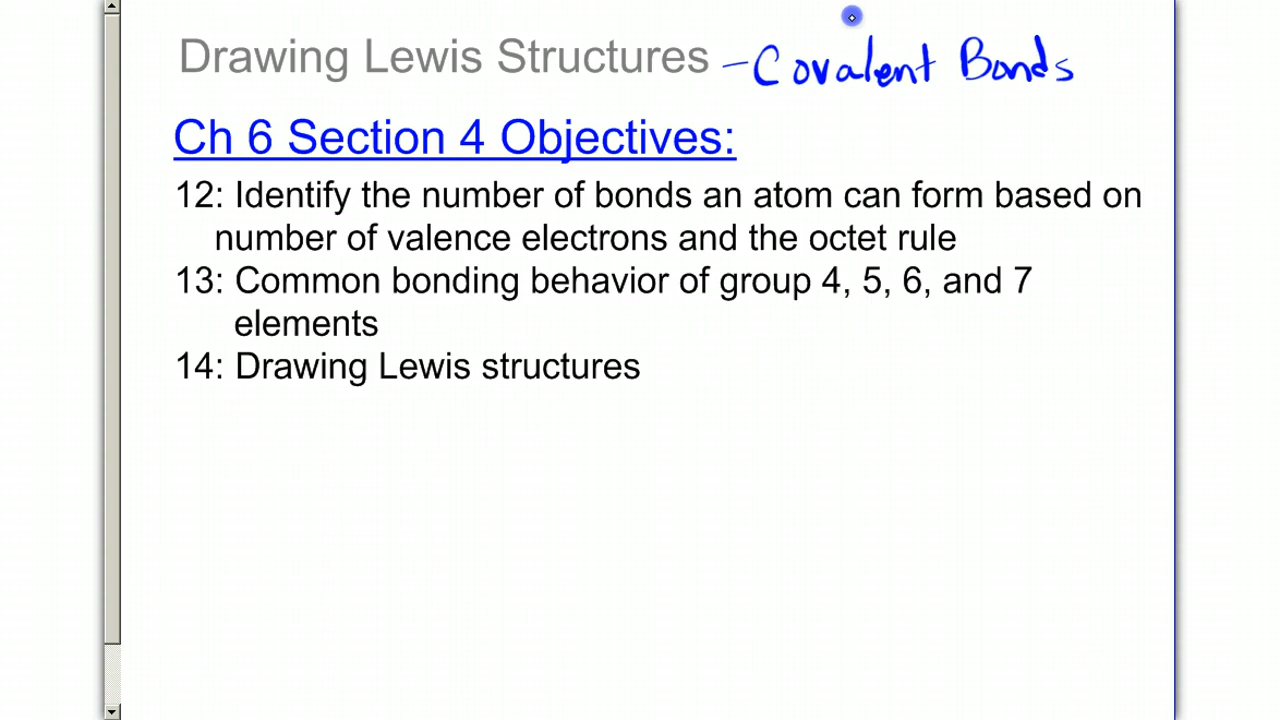 Drawing Lewis Structures - Covalent Bonds
Ch 6 Section 4 Objectives:
12: Identify the number of bonds an atom can form based on
number of valence electrons and the octet rule
13: Common bonding behavior of group 4, 5, 6, and 7
elements
14: Drawing Lewis structures